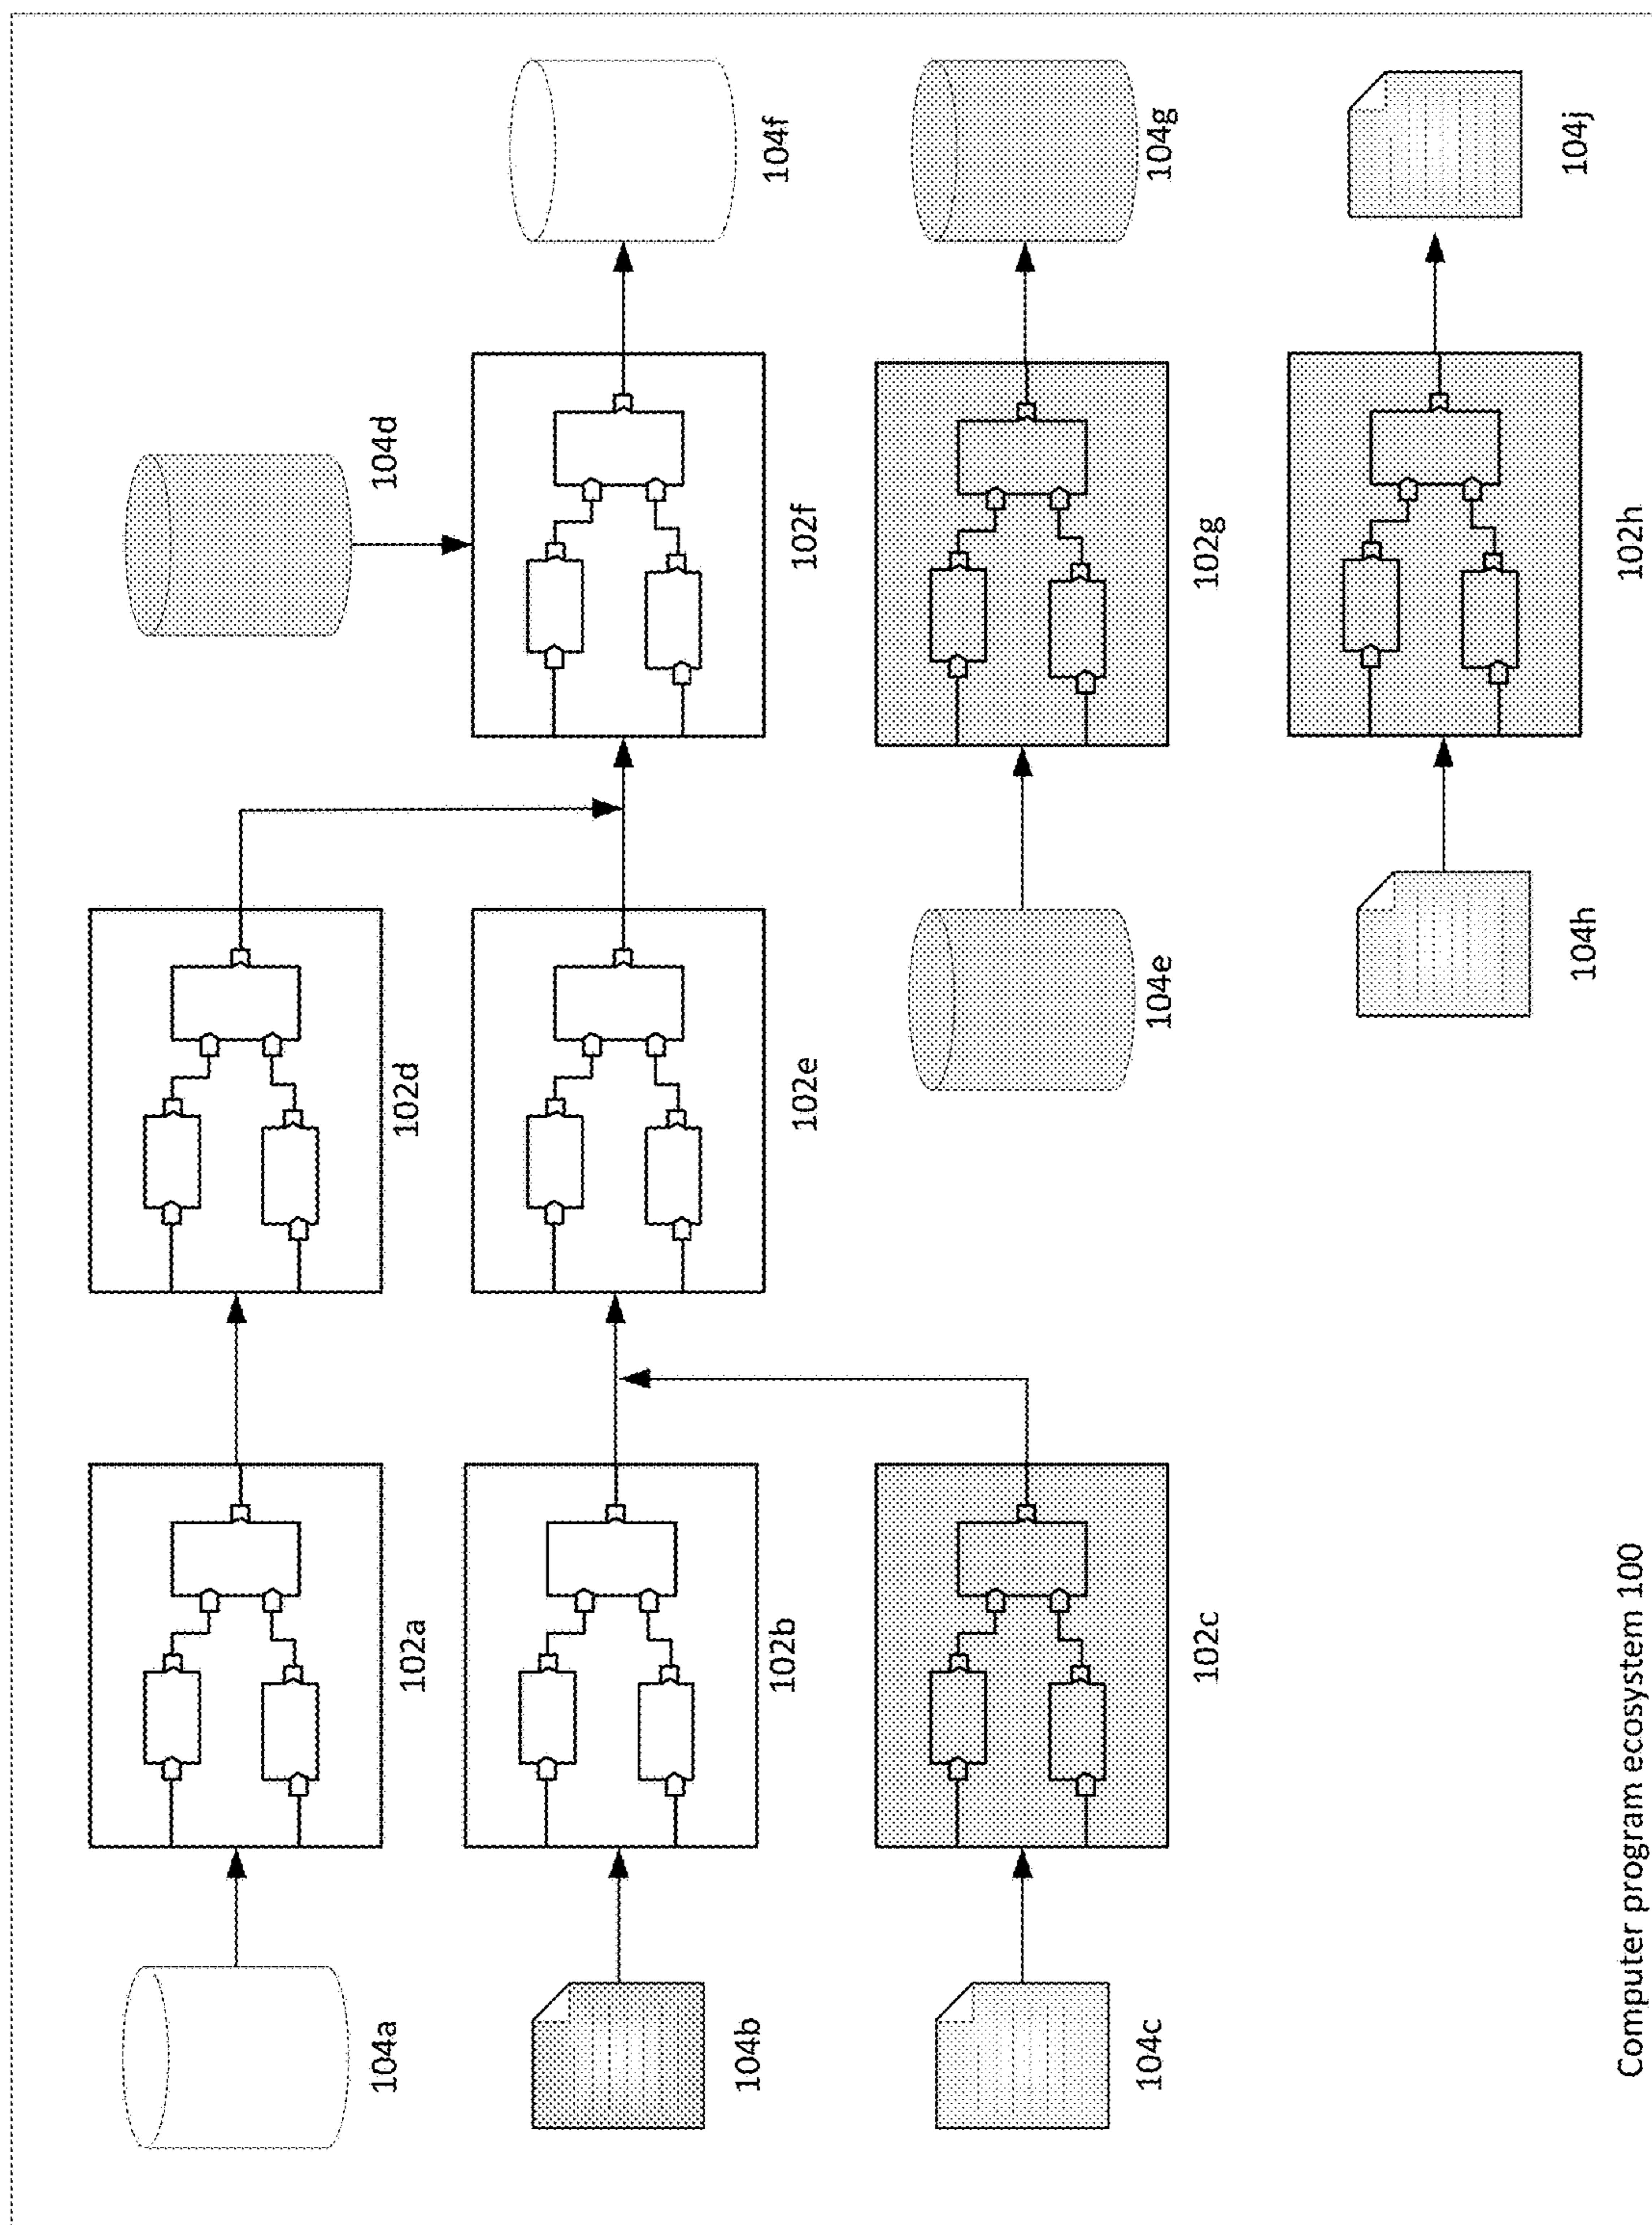 104a
102a
102d
104d
104b
102b
102e
102f
104f
104c
102c
104e
102g
104g
104h
102h
104j
Computer program ecosystem 100